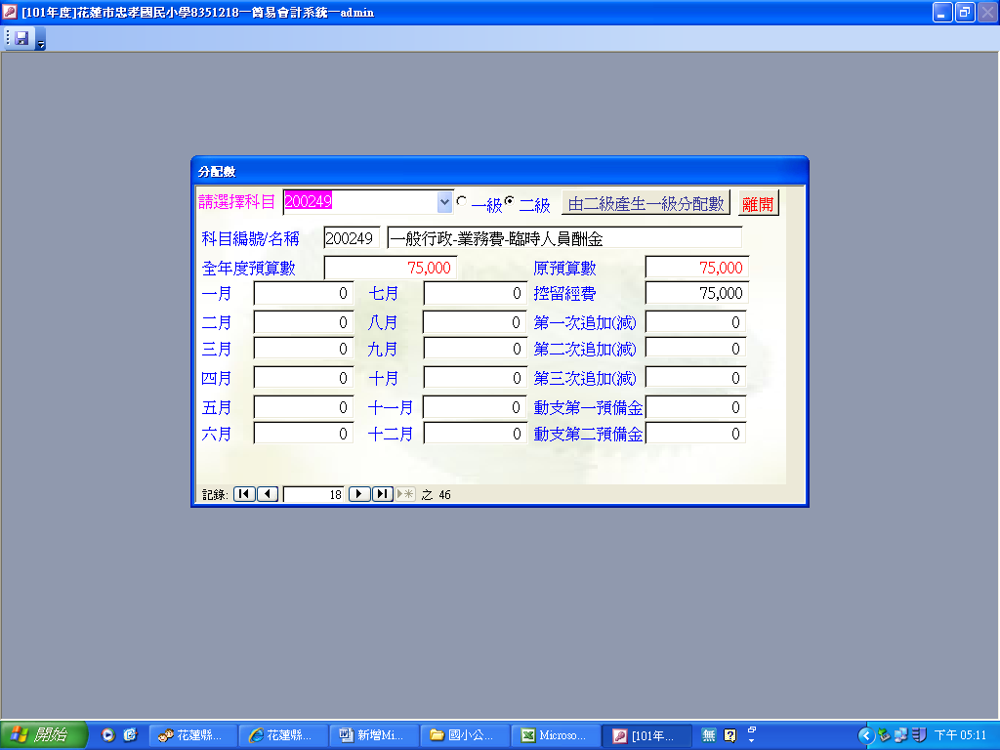 [101年度]花蓮市忠孝國民小學8351218—簡易會計系統—admin
分配數
請選擇科目 200249 一級 二級 由二級產生一級分配數 離開
科目編號/名稱 200249 一般行政-業務費-臨時人員酬金
全年度預算數 75,000 原預算數 75,000
一月 0 七月 0 控留經費 75,000
二月 0 八月 0 第一次追加(減) 0
三月 0 九月 0 第二次追加(減) 0
四月 0 十月 0 第三次追加(減) 0
五月 0 十一月 0 動支第一預備金 0
六月 0 十二月 0 動支第二預備金 0
記錄: 18 之 46
開始 花蓮縣... 花蓮縣... 新增Mi... 國小公... Microso... [101年... 無 下午 05:11